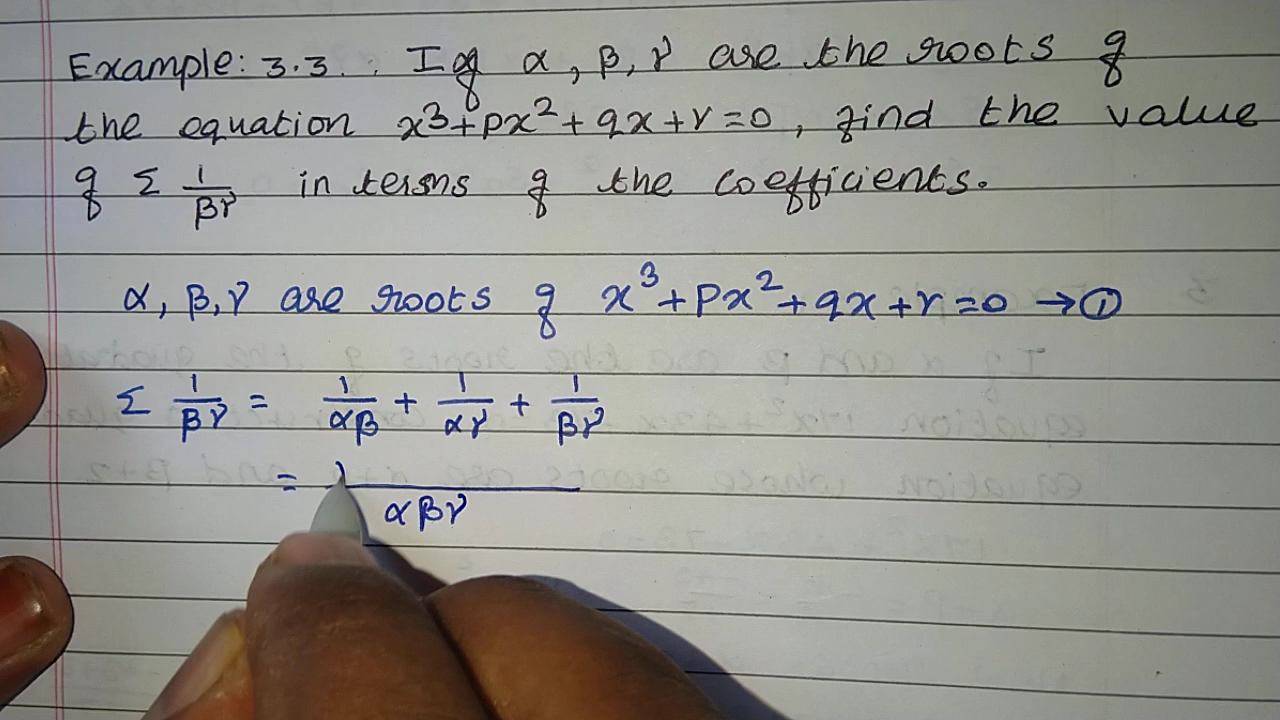 Example: 3.3. If α, β, γ are the roots of
the equation x³+px²+qx+r=0, find the value
of Σ 1/βγ in terms of the coefficients.
α, β, γ are roots of x³+px²+qx+r=0 →①
Σ 1/βγ = 1/αβ + 1/αγ + 1/βγ
= /αβγ